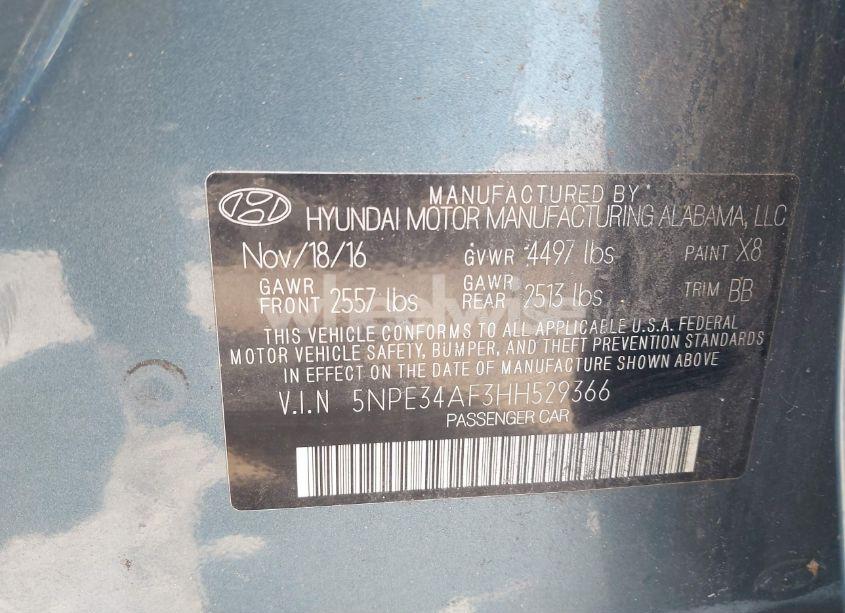 MANUFACTURED BY
HYUNDAI MOTOR MANUFACTURING ALABAMA, LLC
Nov/18/16 GVWR 4497 lbs PAINT X8
GAWR FRONT 2557 lbs GAWR REAR 2513 lbs TRIM BB
THIS VEHICLE CONFORMS TO ALL APPLICABLE U.S.A. FEDERAL
MOTOR VEHICLE SAFETY, BUMPER, AND THEFT PREVENTION STANDARDS
IN EFFECT ON THE DATE OF MANUFACTURE SHOWN ABOVE
V.I.N 5NPE34AF3HH529366
PASSENGER CAR
wheelwise